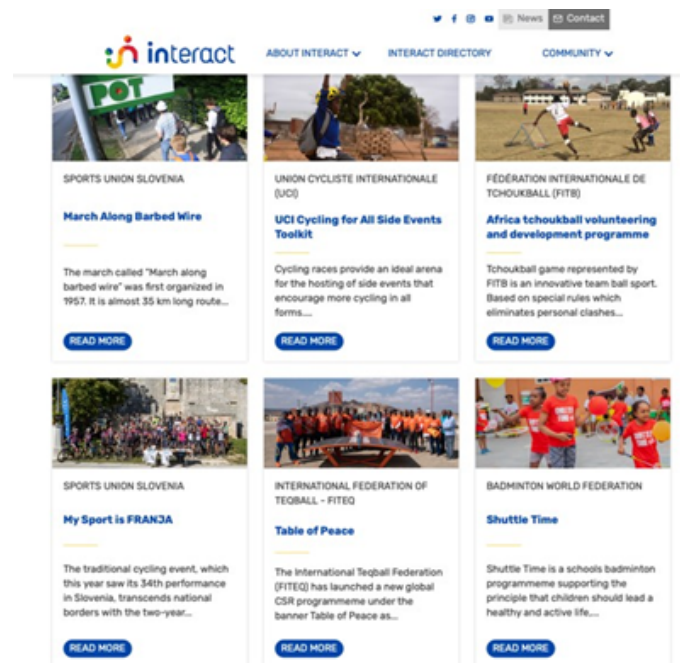 News
Contact
interact
ABOUT INTERACT
INTERACT DIRECTORY
COMMUNITY
POT
SPORTS UNION SLOVENIA
March Along Barbed Wire
The march called "March along
barbed wire" was first organized in
1957. It is almost 35 km long route...
READ MORE
UNION CYCLISTE INTERNATIONALE
(UCI)
UCI Cycling for All Side Events
Toolkit
Cycling races provide an ideal arena
for the hosting of side events that
encourage more cycling in all
forms....
READ MORE
FÉDÉRATION INTERNATIONALE DE
TCHOUKBALL (FITB)
Africa tchoukball volunteering
and development programme
Tchoukball game represented by
FITB is an innovative team ball sport.
Based on special rules which
eliminates personal clashes...
READ MORE
SPORTS UNION SLOVENIA
My Sport is FRANJA
The traditional cycling event, which
this year saw its 34th performance
in Slovenia, transcends national
borders with the two-year...
READ MORE
INTERNATIONAL FEDERATION OF
TEQBALL - FITEQ
Table of Peace
The International Teqball Federation
(FITEQ) has launched a new global
CSR programmeme under the
banner Table of Peace as...
READ MORE
BADMINTON WORLD FEDERATION
Shuttle Time
Shuttle Time is a schools badminton
programmeme supporting the
principle that children should lead a
healthy and active life,...
READ MORE